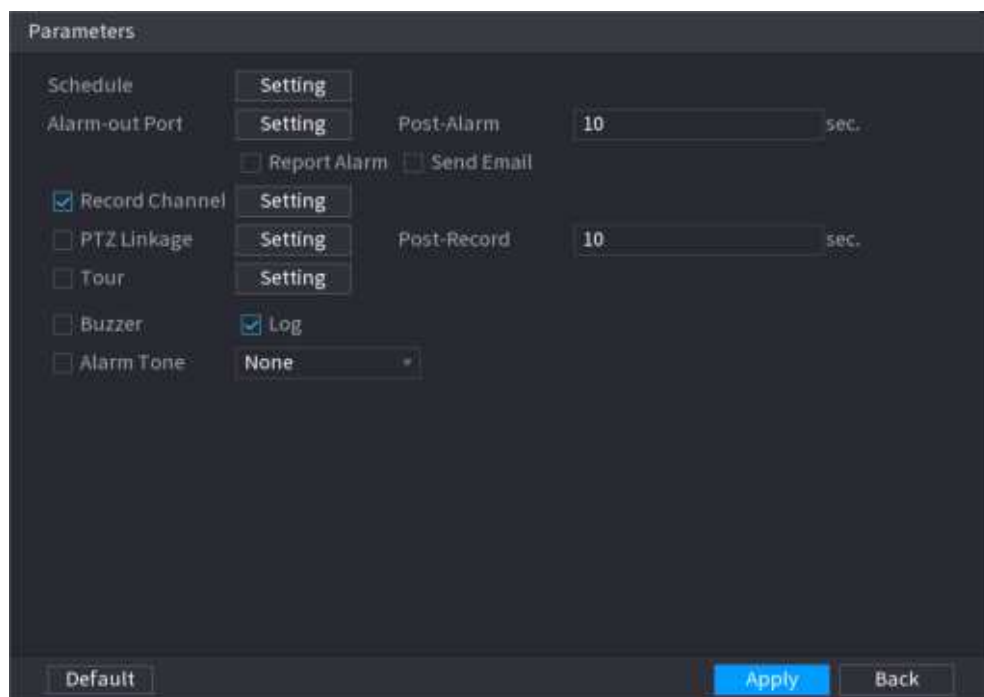 Parameters
Schedule Setting
Alarm-out Port Setting Post-Alarm 10 sec.
Report Alarm Send Email
Record Channel Setting
PTZ Linkage Setting Post-Record 10 sec.
Tour Setting
Buzzer Log
Alarm Tone None
Default Apply Back